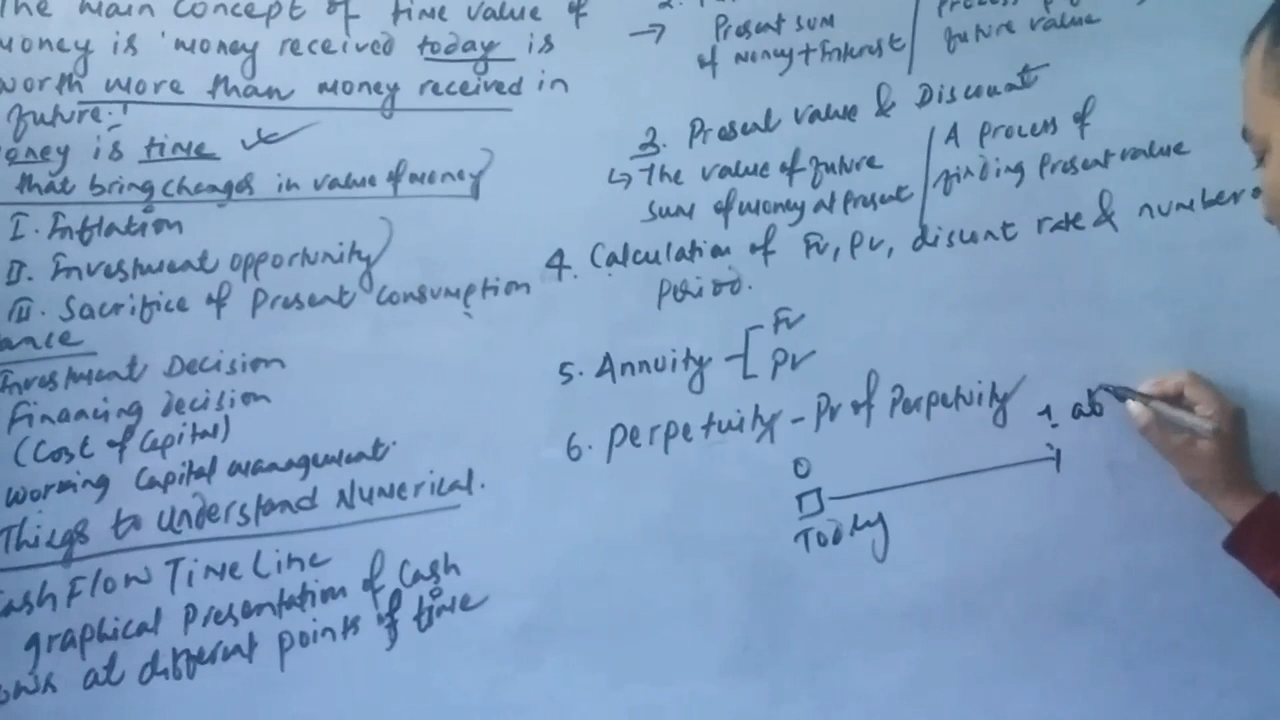 The main concept of time value of
money is 'money received today is
worth more than money received in
future.'
oney is time
that bring changes in value of money
I. Inflation
II. Investment opportunity
III. Sacrifice of present consumption
ance
Investment Decision
Financing decision
(Cost of Capital)
Working Capital management
Things to understand Numerical.
Cash Flow Time Line
graphical Presentation of Cash
ows at different points of time
→ Present sum
of money + Interest
future value
3. Present value & Discount
↳ The value of future
sum of money at present
A process of
finding Present value
4. Calculation of Fv, Pv, discount rate & number o
period.
5. Annuity - [ Fv
Pv
6. perpetuity - Pv of Perpetuity
0
1
Today